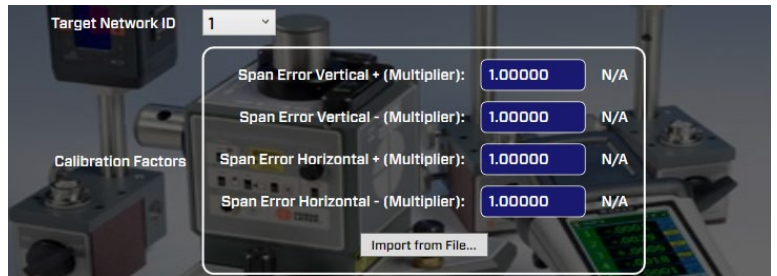 Target Network ID 1
Span Error Vertical + (Multiplier): 1.00000 N/A
Span Error Vertical - (Multiplier): 1.00000 N/A
Calibration Factors
Span Error Horizontal + (Multiplier): 1.00000 N/A
Span Error Horizontal - (Multiplier): 1.00000 N/A
Import from File...